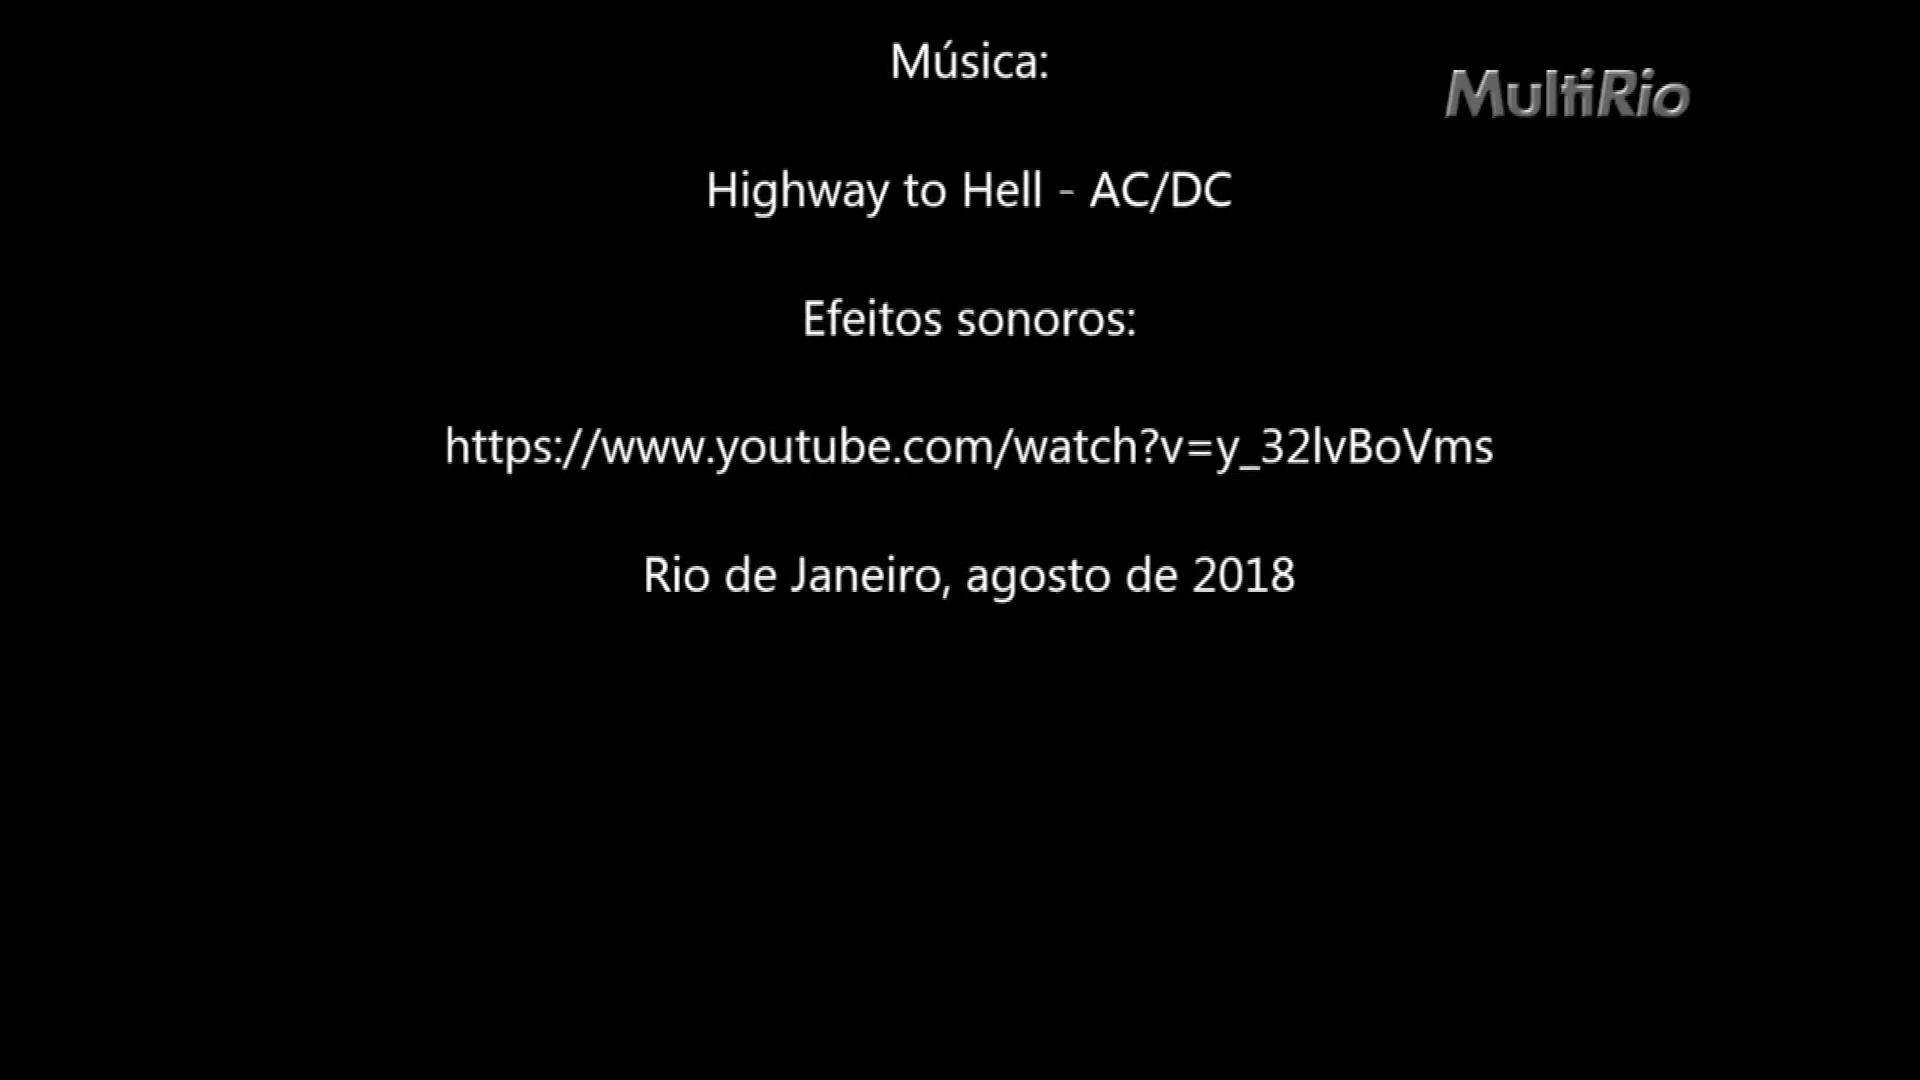 Música:
MultiRio
Highway to Hell - AC/DC
Efeitos sonoros:
https://www.youtube.com/watch?v=y_32lvBoVms
Rio de Janeiro, agosto de 2018